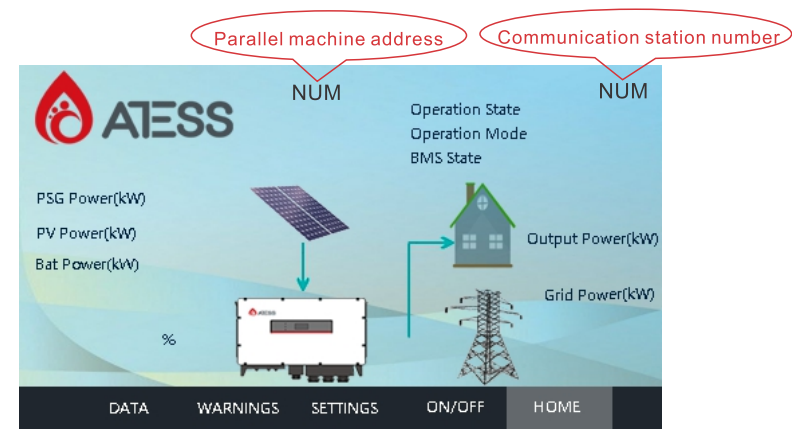 Parallel machine address
Communication station number
NUM
NUM
ATESS
Operation State
Operation Mode
BMS State
PSG Power(kW)
PV Power(kW)
Bat Power(kW)
Output Power(kW)
Grid Power(kW)
ATESS
%
DATA WARNINGS SETTINGS ON/OFF HOME